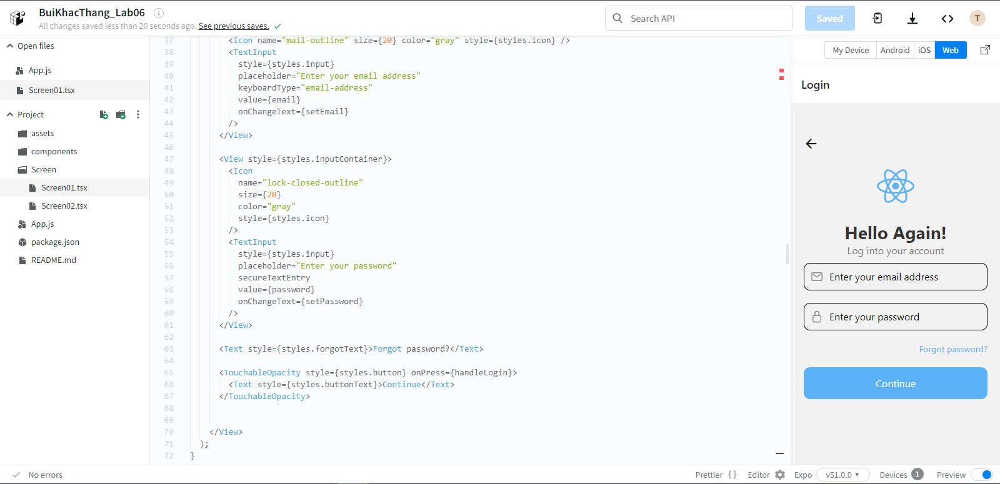 BuiKhacThang_Lab06
All changes saved less than 20 seconds ago. See previous saves.
Search API
Saved
T
Open files
App.js
Screen01.tsx
Project
assets
components
Screen
Screen01.tsx
Screen02.tsx
App.js
package.json
README.md
37 <Icon name="mail-outline" size={20} color="gray" style={styles.icon} />
38 <TextInput
39 style={styles.input}
40 placeholder="Enter your email address"
41 keyboardType="email-address"
42 value={email}
43 onChangeText={setEmail}
44 />
45 </View>
46
47 <View style={styles.inputContainer}>
48 <Icon
49 name="lock-closed-outline"
50 size={20}
51 color="gray"
52 style={styles.icon}
53 />
54 <TextInput
55 style={styles.input}
56 placeholder="Enter your password"
57 secureTextEntry
58 value={password}
59 onChangeText={setPassword}
60 />
61 </View>
62
63 <Text style={styles.forgotText}>Forgot password?</Text>
64
65 <TouchableOpacity style={styles.button} onPress={handleLogin}>
66 <Text style={styles.buttonText}>Continue</Text>
67 </TouchableOpacity>
68
69
70 </View>
71 );
72 }
My Device Android iOS Web
Login
Hello Again!
Log into your account
Enter your email address
Enter your password
Forgot password?
Continue
No errors
Prettier { } Editor Expo v51.0.0 Devices 1 Preview